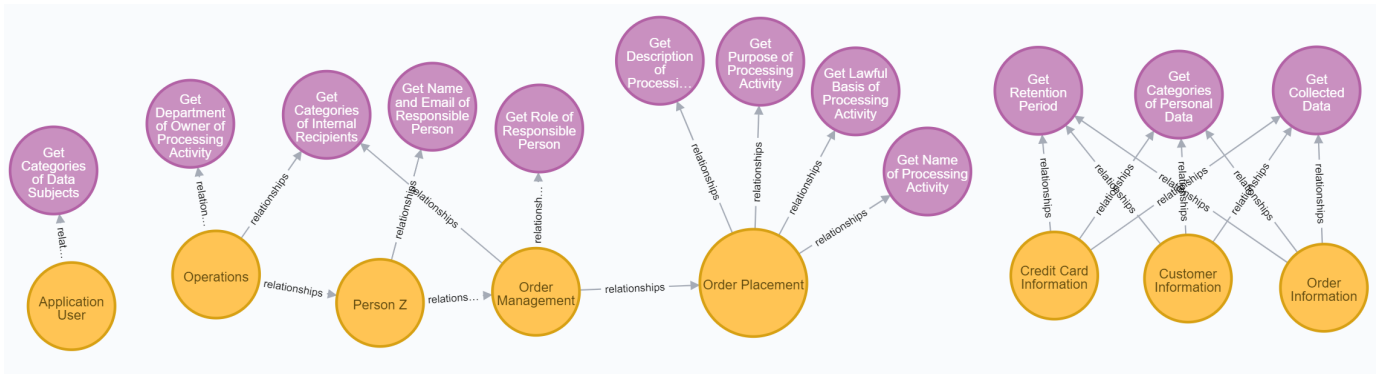 Get
Categories
of Data
Subjects
Get
Department
of Owner of
Processing
Activity
Get
Categories
of Internal
Recipients
Get Name
and Email of
Responsible
Person
Get Role of
Responsible
Person
Get
Description
of
Processi…
Get
Purpose of
Processing
Activity
Get Lawful
Basis of
Processing
Activity
Get Name
of Processing
Activity
Get
Retention
Period
Get
Categories
of Personal
Data
Get
Collected
Data
relat…
relation…
relationships
relationships
relationships
relationsh…
relationships
relationships
relationships
relationships
relationships
relationships
relationships
relationships
relationships
relationships
relationships
relationships
relationships
relationships
relations…
relationships
Application
User
Operations
Person Z
Order
Management
Order Placement
Credit Card
Information
Customer
Information
Order
Information